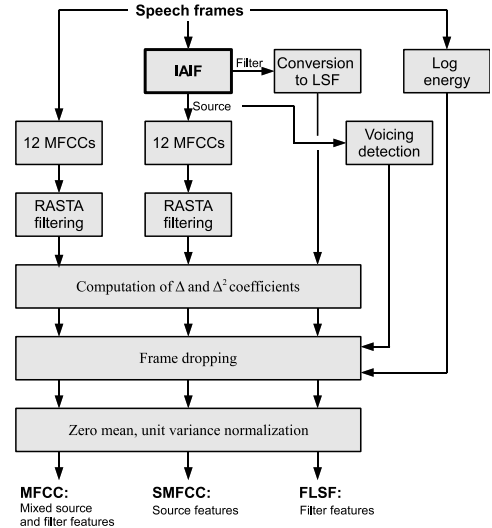 Speech frames
IAIF
Filter
Conversion
to LSF
Log
energy
Source
12 MFCCs
12 MFCCs
Voicing
detection
RASTA
filtering
RASTA
filtering
Computation of Δ and Δ² coefficients
Frame dropping
Zero mean, unit variance normalization
MFCC:
Mixed source
and filter features
SMFCC:
Source features
FLSF:
Filter features